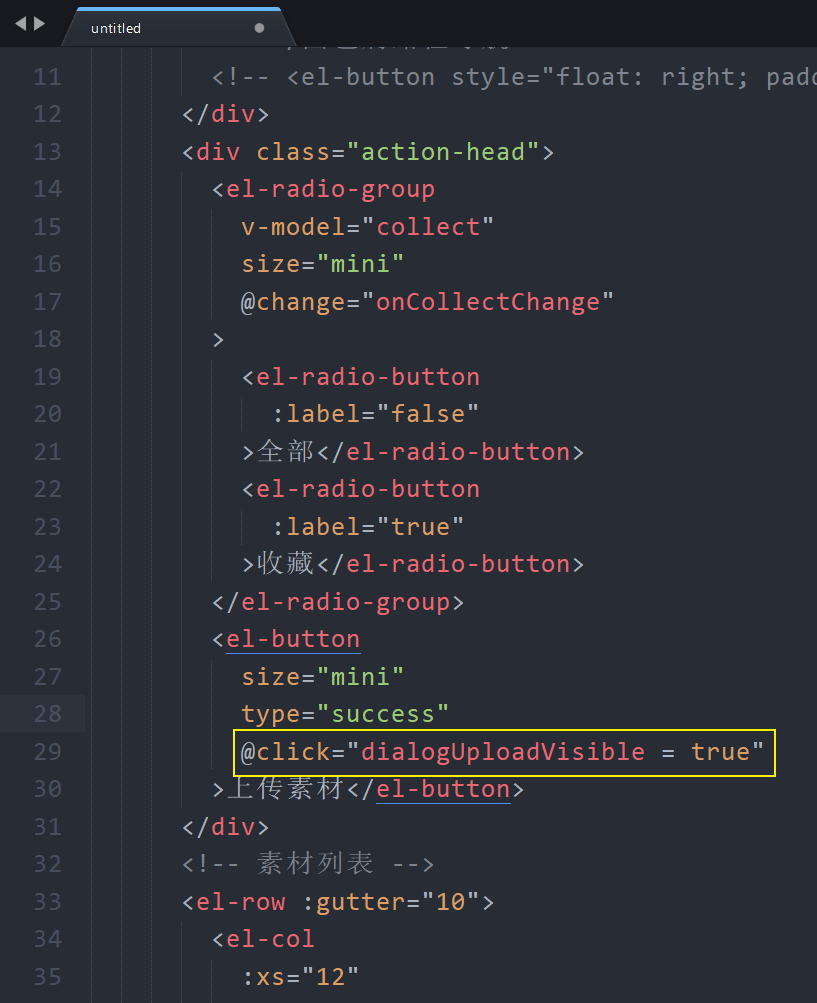 untitled
11 <!-- <el-button style="float: right; padd
12 </div>
13 <div class="action-head">
14 <el-radio-group
15 v-model="collect"
16 size="mini"
17 @change="onCollectChange"
18 >
19 <el-radio-button
20 :label="false"
21 >全部</el-radio-button>
22 <el-radio-button
23 :label="true"
24 >收藏</el-radio-button>
25 </el-radio-group>
26 <el-button
27 size="mini"
28 type="success"
29 @click="dialogUploadVisible = true"
30 >上传素材</el-button>
31 </div>
32 <!-- 素材列表 -->
33 <el-row :gutter="10">
34 <el-col
35 :xs="12"